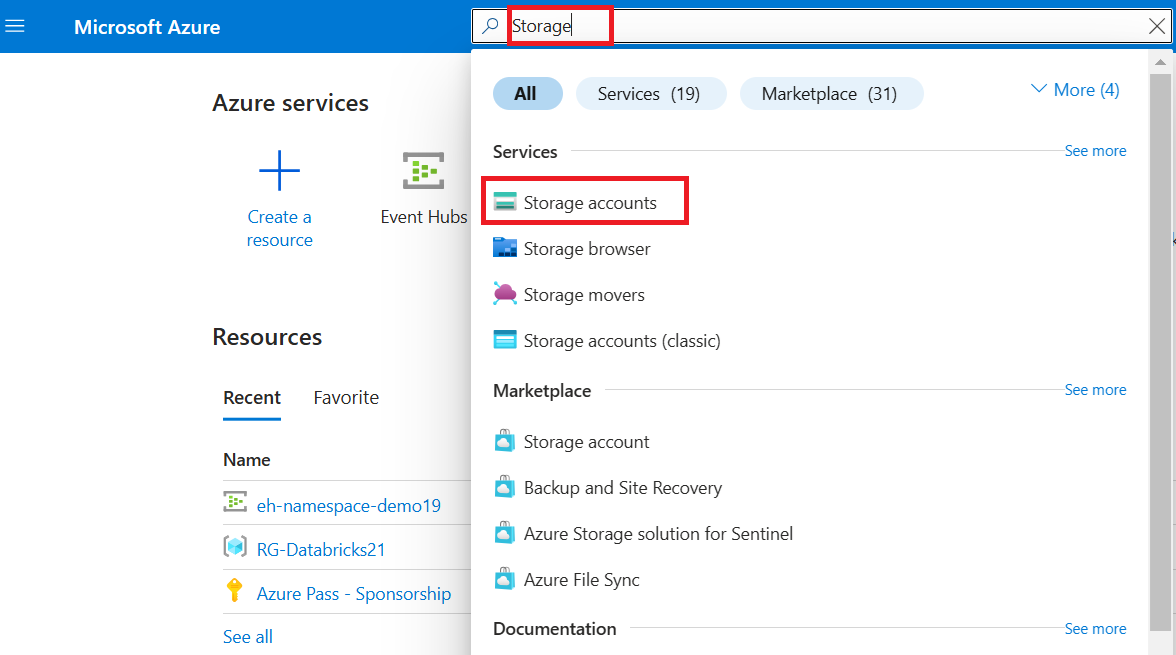 Microsoft Azure
Storage
All
Services (19)
Marketplace (31)
More (4)
Azure services
Create a
resource
Event Hubs
Services
See more
Storage accounts
Storage browser
Storage movers
Storage accounts (classic)
Marketplace
See more
Storage account
Backup and Site Recovery
Azure Storage solution for Sentinel
Azure File Sync
Documentation
See more
Resources
Recent
Favorite
Name
eh-namespace-demo19
RG-Databricks21
Azure Pass - Sponsorship
See all